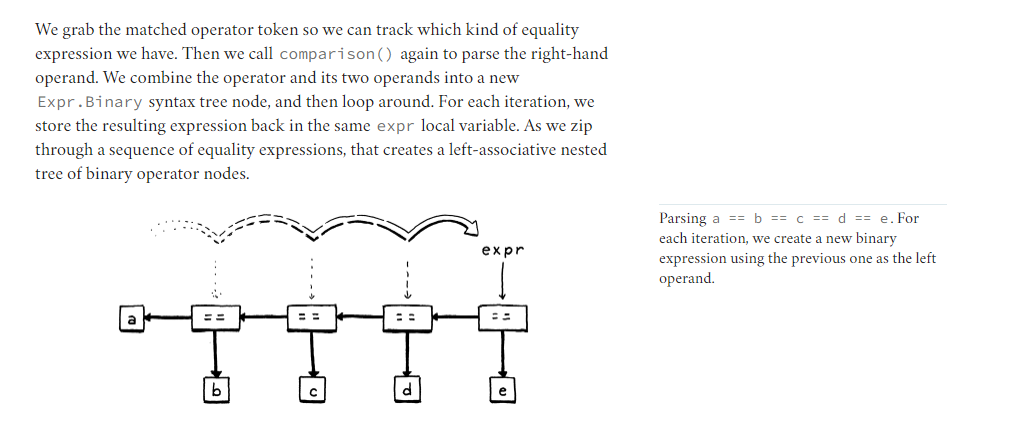 We grab the matched operator token so we can track which kind of equality
expression we have. Then we call comparison() again to parse the right-hand
operand. We combine the operator and its two operands into a new
Expr.Binary syntax tree node, and then loop around. For each iteration, we
store the resulting expression back in the same expr local variable. As we zip
through a sequence of equality expressions, that creates a left-associative nested
tree of binary operator nodes.
Parsing a == b == c == d == e. For
each iteration, we create a new binary
expression using the previous one as the left
operand.
expr
a == == == ==
b c d e